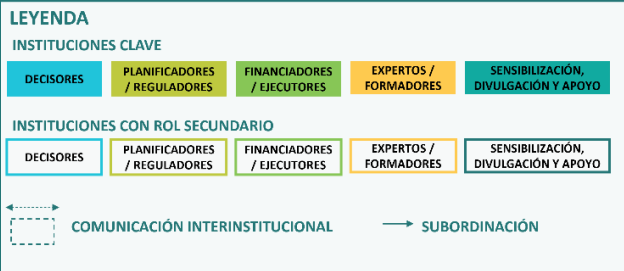 LEYENDA
INSTITUCIONES CLAVE
DECISORES
PLANIFICADORES
/ REGULADORES
FINANCIADORES
/ EJECUTORES
EXPERTOS /
FORMADORES
SENSIBILIZACIÓN,
DIVULGACIÓN Y APOYO
INSTITUCIONES CON ROL SECUNDARIO
DECISORES
PLANIFICADORES
/ REGULADORES
FINANCIADORES
/ EJECUTORES
EXPERTOS /
FORMADORES
SENSIBILIZACIÓN,
DIVULGACIÓN Y APOYO
COMUNICACIÓN INTERINSTITUCIONAL
SUBORDINACIÓN